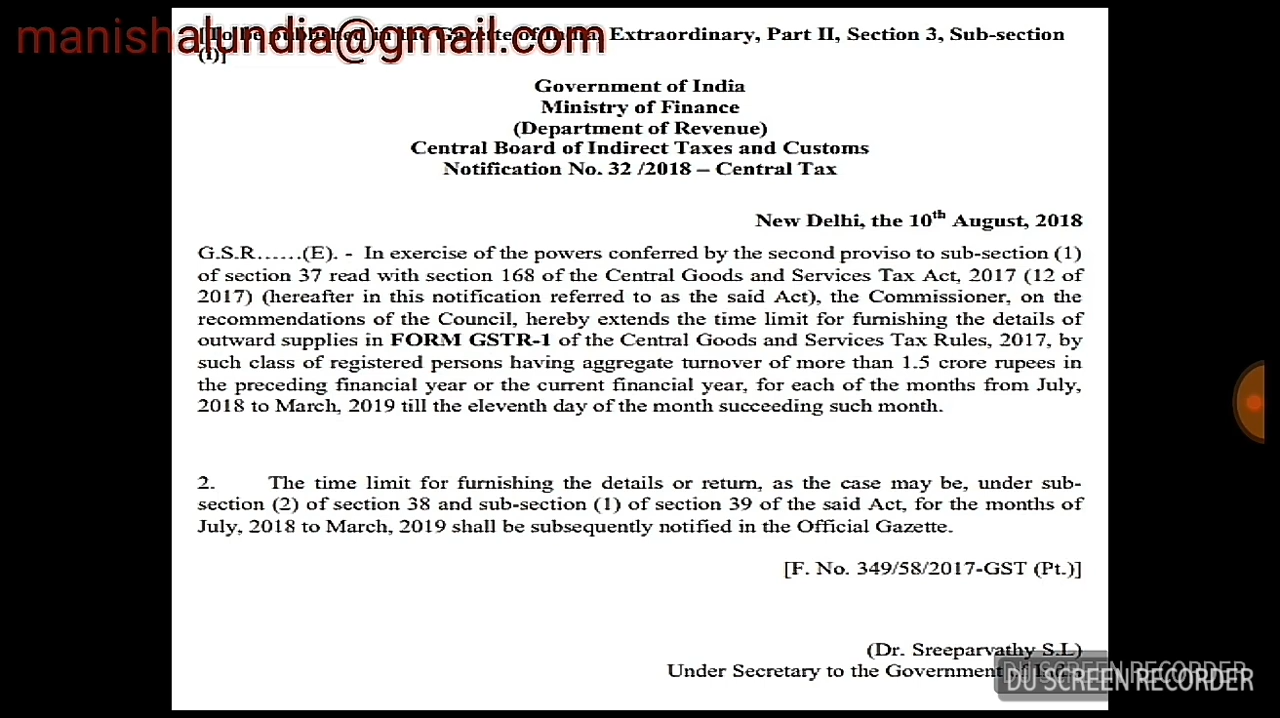 manishalundia@gmail.com
[To be published in the Gazette of India, Extraordinary, Part II, Section 3, Sub-section
(i)]
Government of India
Ministry of Finance
(Department of Revenue)
Central Board of Indirect Taxes and Customs
Notification No. 32 /2018 – Central Tax
New Delhi, the 10th August, 2018
G.S.R......(E). - In exercise of the powers conferred by the second proviso to sub-section (1)
of section 37 read with section 168 of the Central Goods and Services Tax Act, 2017 (12 of
2017) (hereafter in this notification referred to as the said Act), the Commissioner, on the
recommendations of the Council, hereby extends the time limit for furnishing the details of
outward supplies in FORM GSTR-1 of the Central Goods and Services Tax Rules, 2017, by
such class of registered persons having aggregate turnover of more than 1.5 crore rupees in
the preceding financial year or the current financial year, for each of the months from July,
2018 to March, 2019 till the eleventh day of the month succeeding such month.
2. The time limit for furnishing the details or return, as the case may be, under sub-
section (2) of section 38 and sub-section (1) of section 39 of the said Act, for the months of
July, 2018 to March, 2019 shall be subsequently notified in the Official Gazette.
[F. No. 349/58/2017-GST (Pt.)]
(Dr. Sreeparvathy S.L)
Under Secretary to the Government
DU SCREEN RECORDER